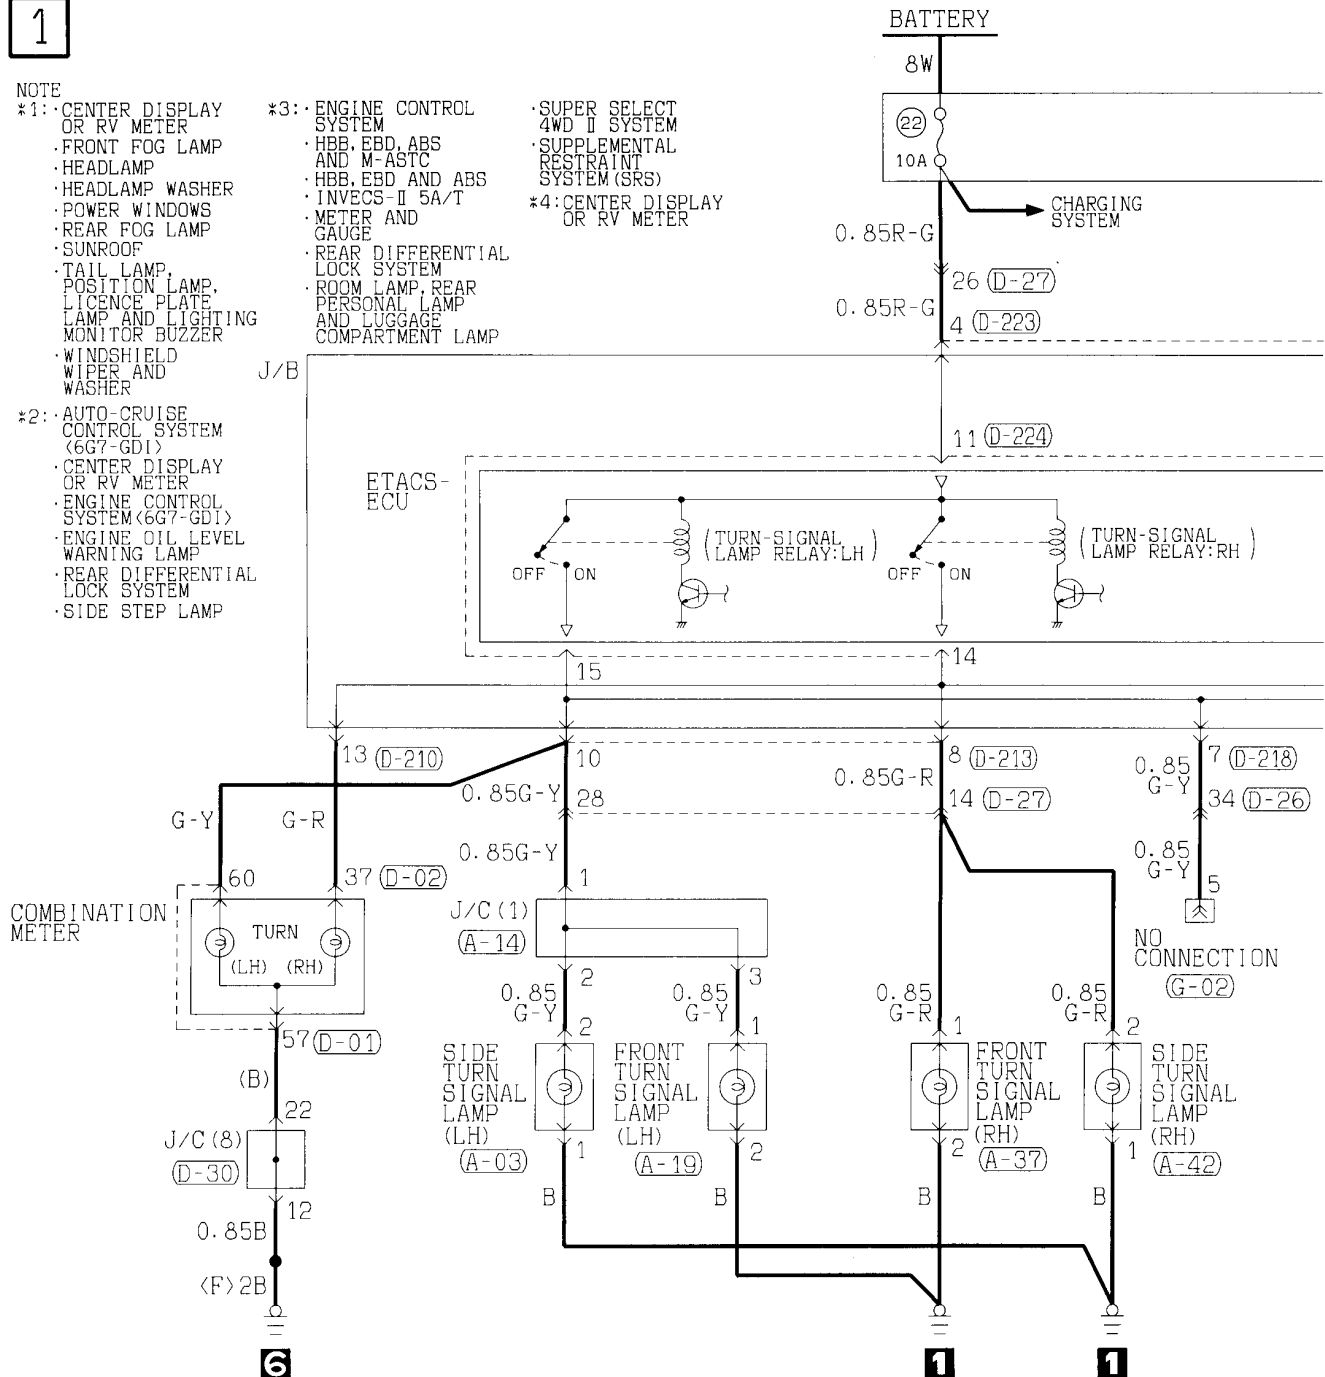 1
BATTERY
8W
NOTE
*1:·CENTER DISPLAY
OR RV METER
·FRONT FOG LAMP
·HEADLAMP
·HEADLAMP WASHER
·POWER WINDOWS
·REAR FOG LAMP
·SUNROOF
·TAIL LAMP,
POSITION LAMP,
LICENCE PLATE
LAMP AND LIGHTING
MONITOR BUZZER
·WINDSHIELD
WIPER AND
WASHER
*2:·AUTO-CRUISE
CONTROL SYSTEM
<6G7-GDI>
·CENTER DISPLAY
OR RV METER
·ENGINE CONTROL
SYSTEM<6G7-GDI>
·ENGINE OIL LEVEL
WARNING LAMP
·REAR DIFFERENTIAL
LOCK SYSTEM
·SIDE STEP LAMP
*3:·ENGINE CONTROL
SYSTEM
·HBB, EBD, ABS
AND M-ASTC
·HBB, EBD AND ABS
·INVECS-II 5A/T
·METER AND
GAUGE
·REAR DIFFERENTIAL
LOCK SYSTEM
·ROOM LAMP, REAR
PERSONAL LAMP
AND LUGGAGE
COMPARTMENT LAMP
·SUPER SELECT
4WD II SYSTEM
·SUPPLEMENTAL
RESTRAINT
SYSTEM(SRS)
*4:CENTER DISPLAY
OR RV METER
22
10A
CHARGING
SYSTEM
0.85R-G
26 D-27
0.85R-G
4 D-223
J/B
11 D-224
ETACS-
ECU
(TURN-SIGNAL
LAMP RELAY:LH)
OFF ON
(TURN-SIGNAL
LAMP RELAY:RH)
OFF ON
15
14
13 D-210
10
8 D-213
7 D-218
0.85G-Y
28
0.85G-R
14 D-27
0.85
G-Y
34 D-26
G-Y
G-R
0.85G-Y
0.85
G-Y
60
37 D-02
1
5
COMBINATION
METER
TURN
(LH) (RH)
J/C(1)
A-14
NO
CONNECTION
G-02
2
3
0.85
G-Y
0.85
G-Y
0.85
G-R
0.85
G-R
2
1
1
2
57 D-01
SIDE
TURN
SIGNAL
LAMP
(LH)
A-03
FRONT
TURN
SIGNAL
LAMP
(LH)
A-19
FRONT
TURN
SIGNAL
LAMP
(RH)
A-37
SIDE
TURN
SIGNAL
LAMP
(RH)
A-42
(B)
22
J/C(8)
D-30
1
2
2
1
12
B
B
B
B
0.85B
<F>2B
6
1
1